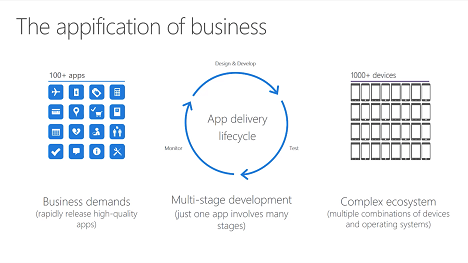 The appification of business
100+ apps
Design & Develop
1000+ devices
App delivery
lifecycle
Monitor
Test
Business demands
(rapidly release high-quality
apps)
Multi-stage development
(just one app involves many
stages)
Complex ecosystem
(multiple combinations of devices
and operating systems)